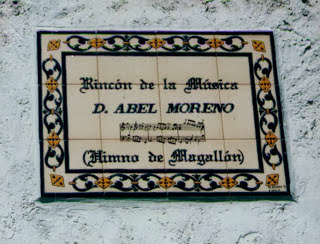 Rincón de la Música
D. ABEL MORENO
(Himno de Magallón)